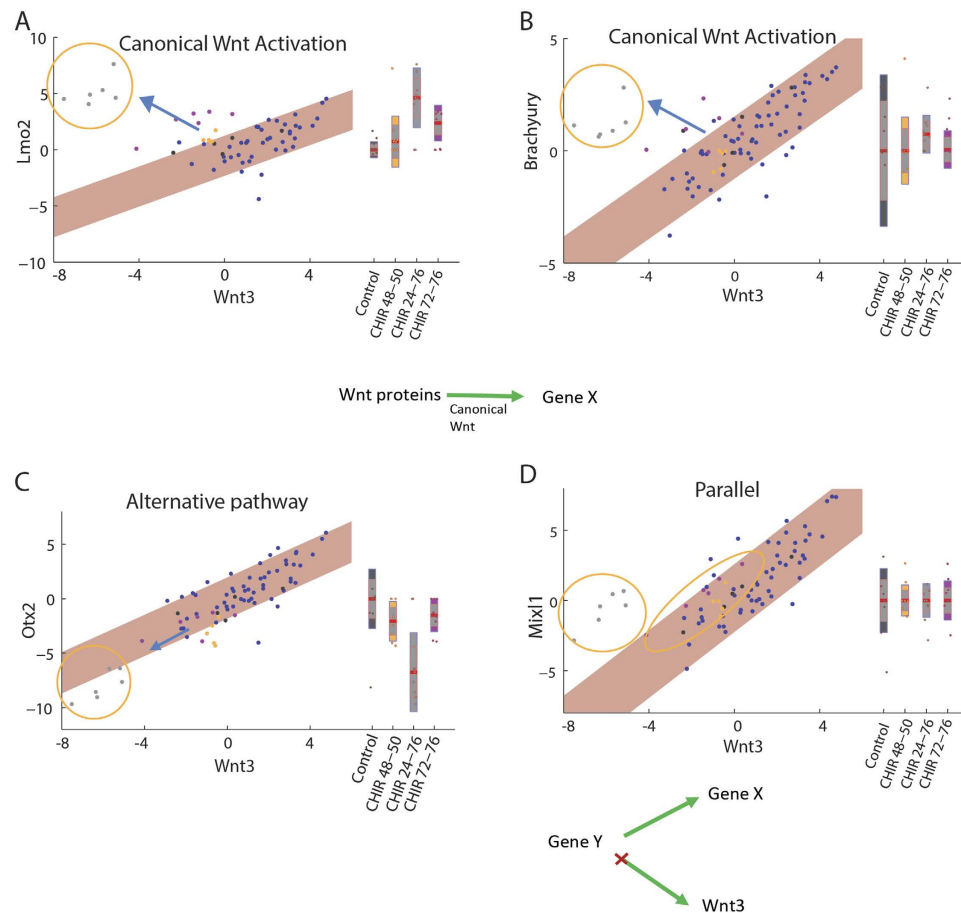 A
Canonical Wnt Activation
10
5
0
−5
−10
Lmo2
-8
-4
0
4
Wnt3
Control
CHIR 48–50
CHIR 24–76
CHIR 72–76
B
Canonical Wnt Activation
5
0
−5
Brachyury
-8
-4
0
4
Wnt3
Control
CHIR 48–50
CHIR 24–76
CHIR 72–76
Wnt proteins
Canonical
Wnt
Gene X
C
Alternative pathway
5
0
−5
−10
Otx2
-8
-4
0
4
Wnt3
Control
CHIR 48–50
CHIR 24–76
CHIR 72–76
D
Parallel
5
0
−5
Mixl1
-8
-4
0
4
Wnt3
Control
CHIR 48–50
CHIR 24–76
CHIR 72–76
Gene X
Gene Y
Wnt3